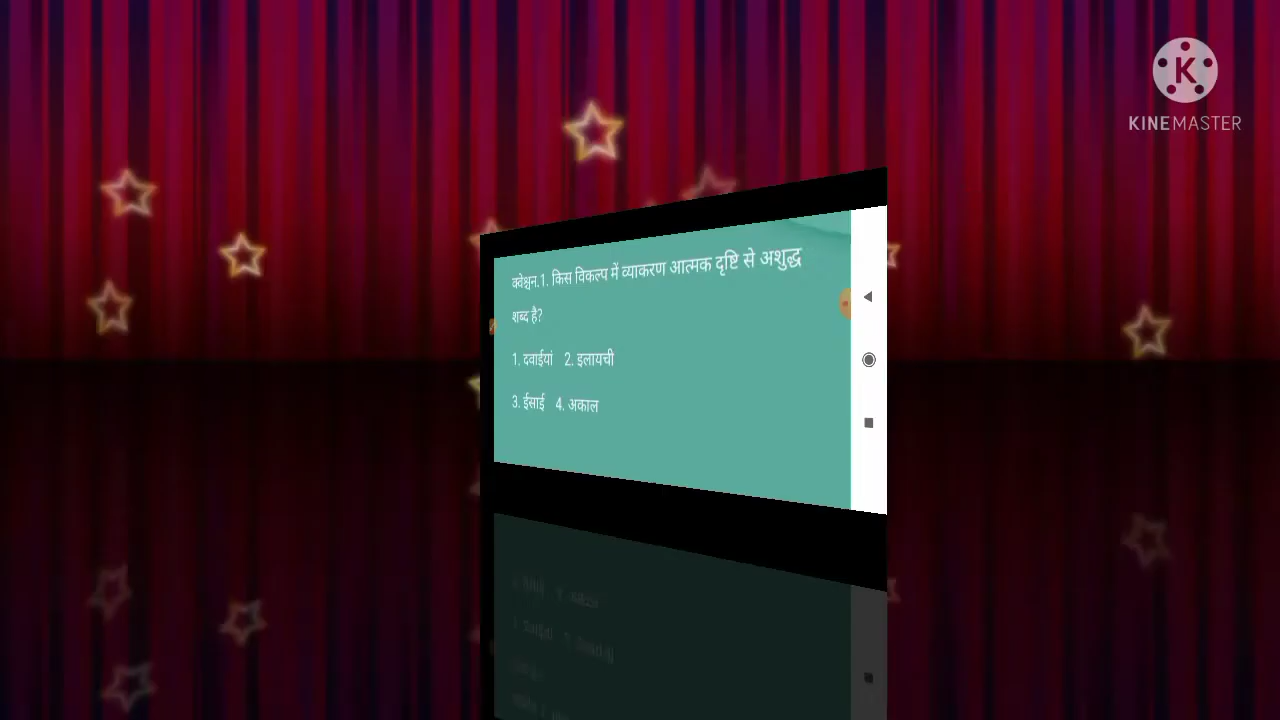 KINEMASTER
क्वेश्चन.1. किस विकल्प में व्याकरण आत्मक दृष्टि से अशुद्ध
शब्द है?
1. दवाईयां 2. इलायची
3. ईसाई 4. अकाल